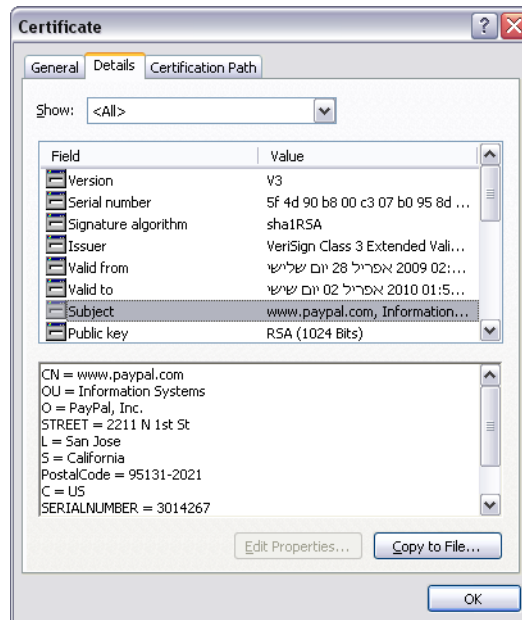 Certificate
General Details Certification Path
Show: <All>
Field Value
Version V3
Serial number 5f 4d 90 b8 00 c3 07 b0 95 8d ...
Signature algorithm sha1RSA
Issuer VeriSign Class 3 Extended Vali...
Valid from יום שלישי 28 אפריל 2009 02:...
Valid to יום שישי 02 אפריל 2010 01:5...
Subject www.paypal.com, Information...
Public key RSA (1024 Bits)
CN = www.paypal.com
OU = Information Systems
O = PayPal, Inc.
STREET = 2211 N 1st St
L = San Jose
S = California
PostalCode = 95131-2021
C = US
SERIALNUMBER = 3014267
Edit Properties... Copy to File...
OK